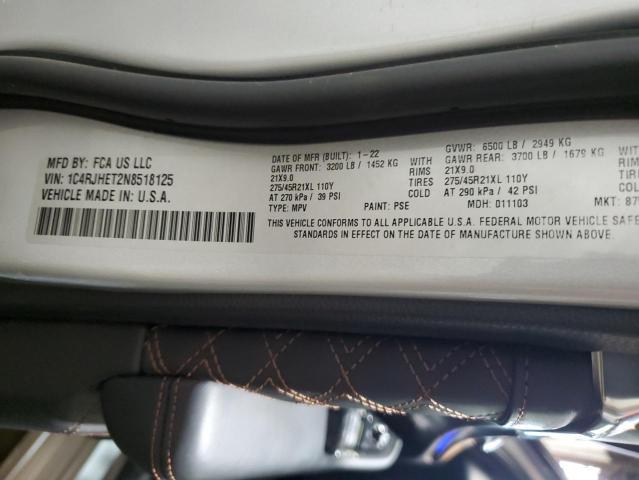 MFD BY: FCA US LLC
VIN: 1C4RJHET2N8518125
VEHICLE MADE IN: U.S.A.
DATE OF MFR (BUILT): 1-22 GVWR: 6500 LB / 2949 KG
GAWR FRONT: 3200 LB / 1452 KG WITH GAWR REAR: 3700 LB / 1679 KG
21X9.0 RIMS 21X9.0
275/45R21XL 110Y TIRES 275/45R21XL 110Y
AT 270 kPa / 39 PSI COLD AT 290 kPa / 42 PSI
TYPE: MPV PAINT: PSE MDH: 011103 MKT:
THIS VEHICLE CONFORMS TO ALL APPLICABLE U.S.A. FEDERAL MOTOR VEHICLE SAFE
STANDARDS IN EFFECT ON THE DATE OF MANUFACTURE SHOWN ABOVE.